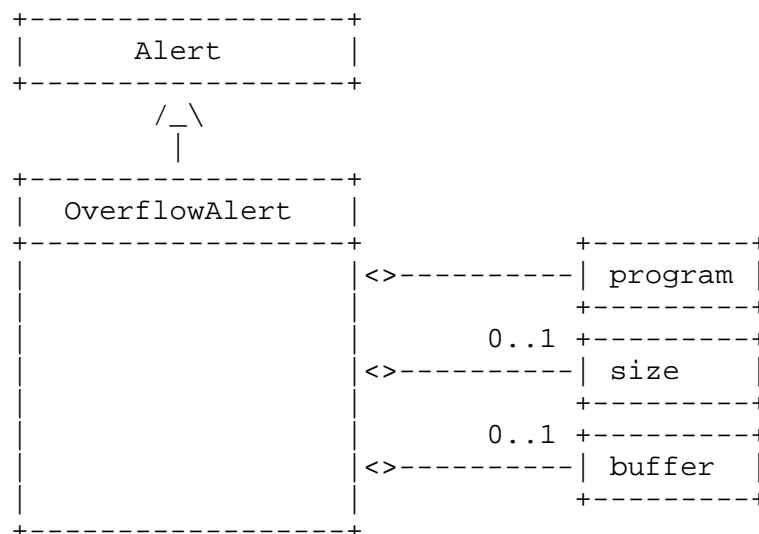 Alert
/_\
OverflowAlert
<>----------| program |
0..1
<>----------| size |
0..1
<>----------| buffer |